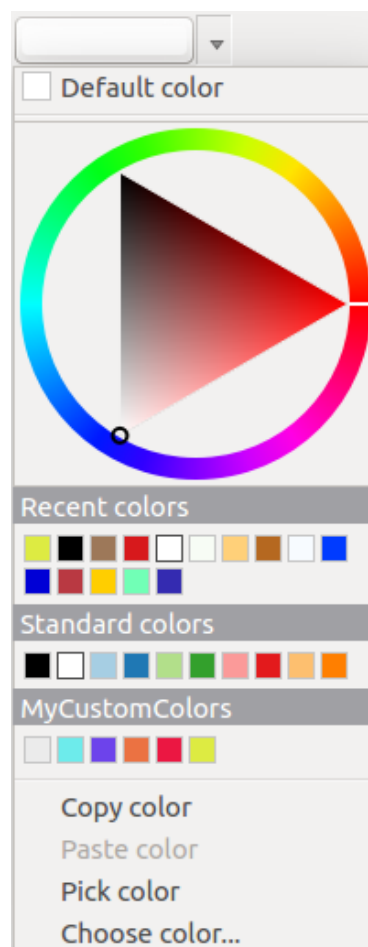 Default color
Recent colors
Standard colors
MyCustomColors
Copy color
Paste color
Pick color
Choose color...